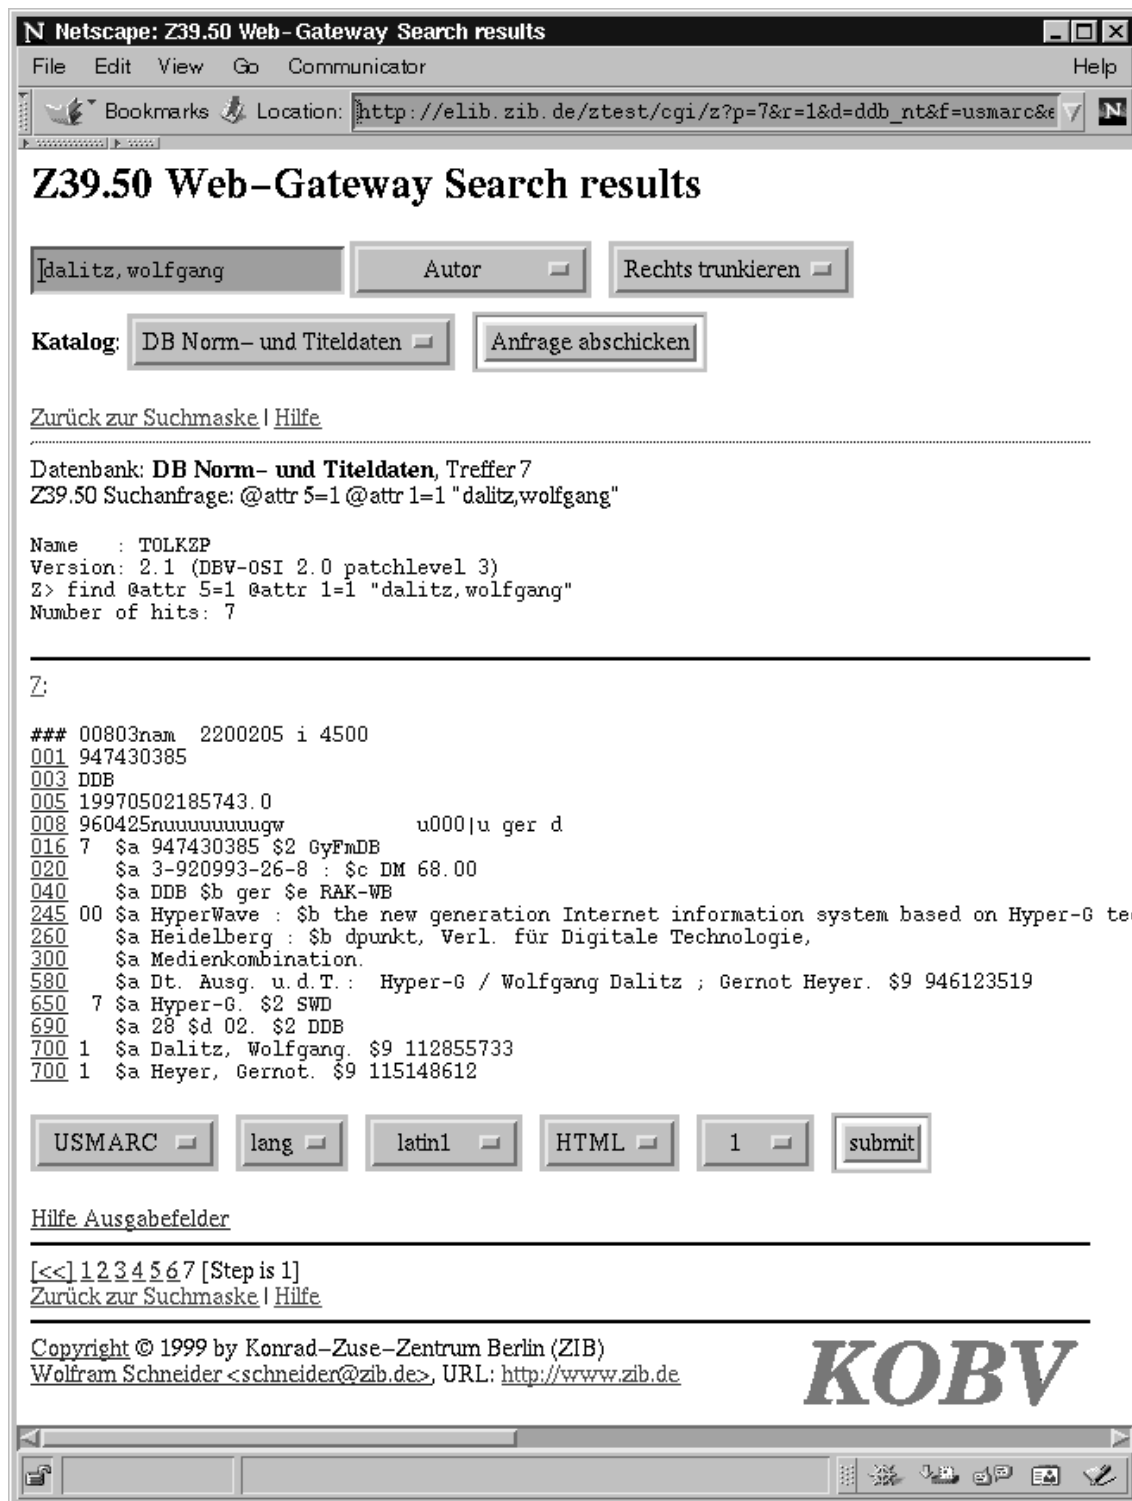 N Netscape: Z39.50 Web-Gateway Search results
File Edit View Go Communicator Help
Bookmarks Location: http://elib.zib.de/ztest/cgi/z?p=7&r=1&d=ddb_nt&f=usmarc&e N
Z39.50 Web-Gateway Search results
dalitz,wolfgang Autor Rechts trunkieren
Katalog: DB Norm- und Titeldaten Anfrage abschicken
Zurück zur Suchmaske | Hilfe
Datenbank: DB Norm- und Titeldaten, Treffer 7
Z39.50 Suchanfrage: @attr 5=1 @attr 1=1 "dalitz,wolfgang"
Name : TOLKZP
Version: 2.1 (DBV-OSI 2.0 patchlevel 3)
Z> find @attr 5=1 @attr 1=1 "dalitz,wolfgang"
Number of hits: 7
7:
### 00803nam 2200205 i 4500
001 947430385
003 DDB
005 19970502185743.0
008 960425nuuuuuuuuugw u000|u ger d
016 7 $a 947430385 $2 GyFmDB
020 $a 3-920993-26-8 : $c DM 68.00
040 $a DDB $b ger $e RAK-WB
245 00 $a HyperWave : $b the new generation Internet information system based on Hyper-G te
260 $a Heidelberg : $b dpunkt, Verl. für Digitale Technologie,
300 $a Medienkombination.
580 $a Dt. Ausg. u.d.T.: Hyper-G / Wolfgang Dalitz ; Gernot Heyer. $9 946123519
650 7 $a Hyper-G. $2 SWD
690 $a 28 $d 02. $2 DDB
700 1 $a Dalitz, Wolfgang. $9 112855733
700 1 $a Heyer, Gernot. $9 115148612
USMARC lang latin1 HTML 1 submit
Hilfe Ausgabefelder
[<<] 1 2 3 4 5 6 7 [Step is 1]
Zurück zur Suchmaske | Hilfe
Copyright © 1999 by Konrad-Zuse-Zentrum Berlin (ZIB)
Wolfram Schneider <schneider@zib.de>, URL: http://www.zib.de
KOBV